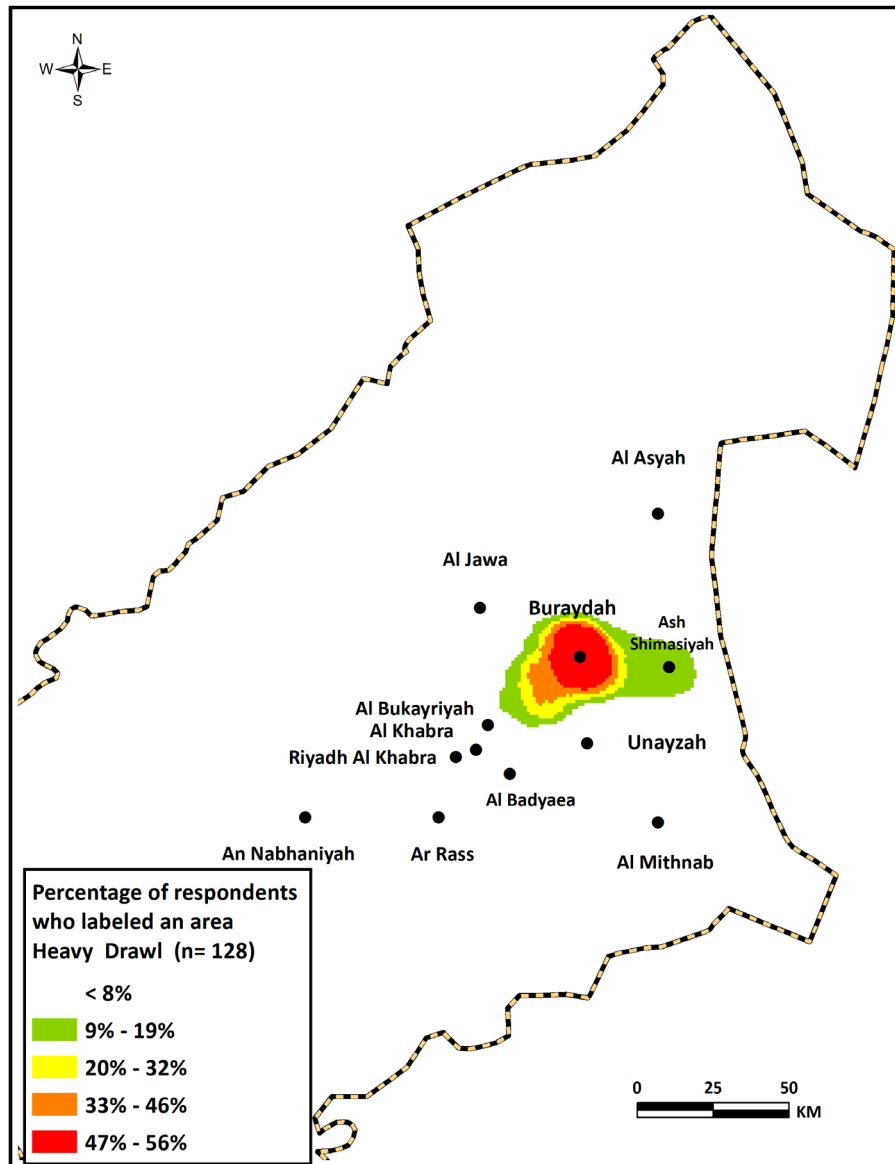 N
W E
S
Al Asyah
Al Jawa
Buraydah
Ash
Shimasiyah
Al Bukayriyah
Al Khabra
Riyadh Al Khabra
Unayzah
Al Badyaea
An Nabhaniyah
Ar Rass
Al Mithnab
Percentage of respondents
who labeled an area
Heavy Drawl (n= 128)
< 8%
9% - 19%
20% - 32%
33% - 46%
47% - 56%
0 25 50
KM